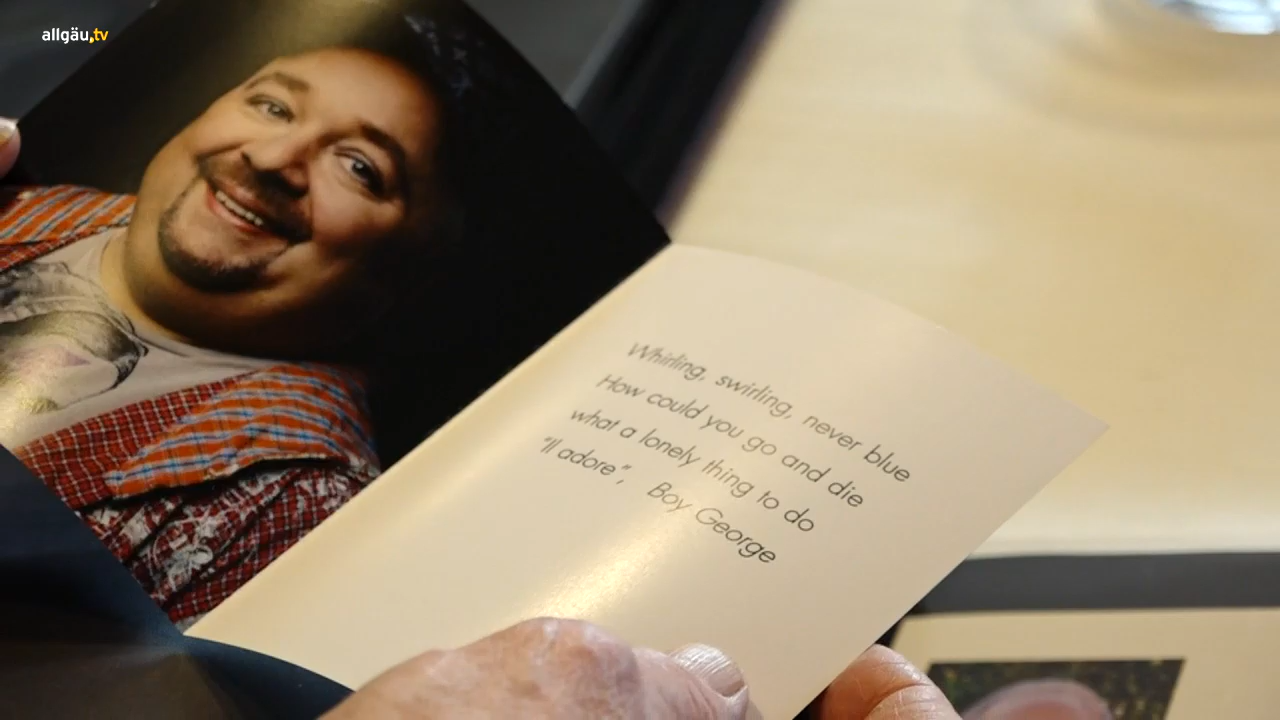 allgäu.tv
Whirling, swirling, never blue
How could you go and die
what a lonely thing to do
"Il adore", Boy George